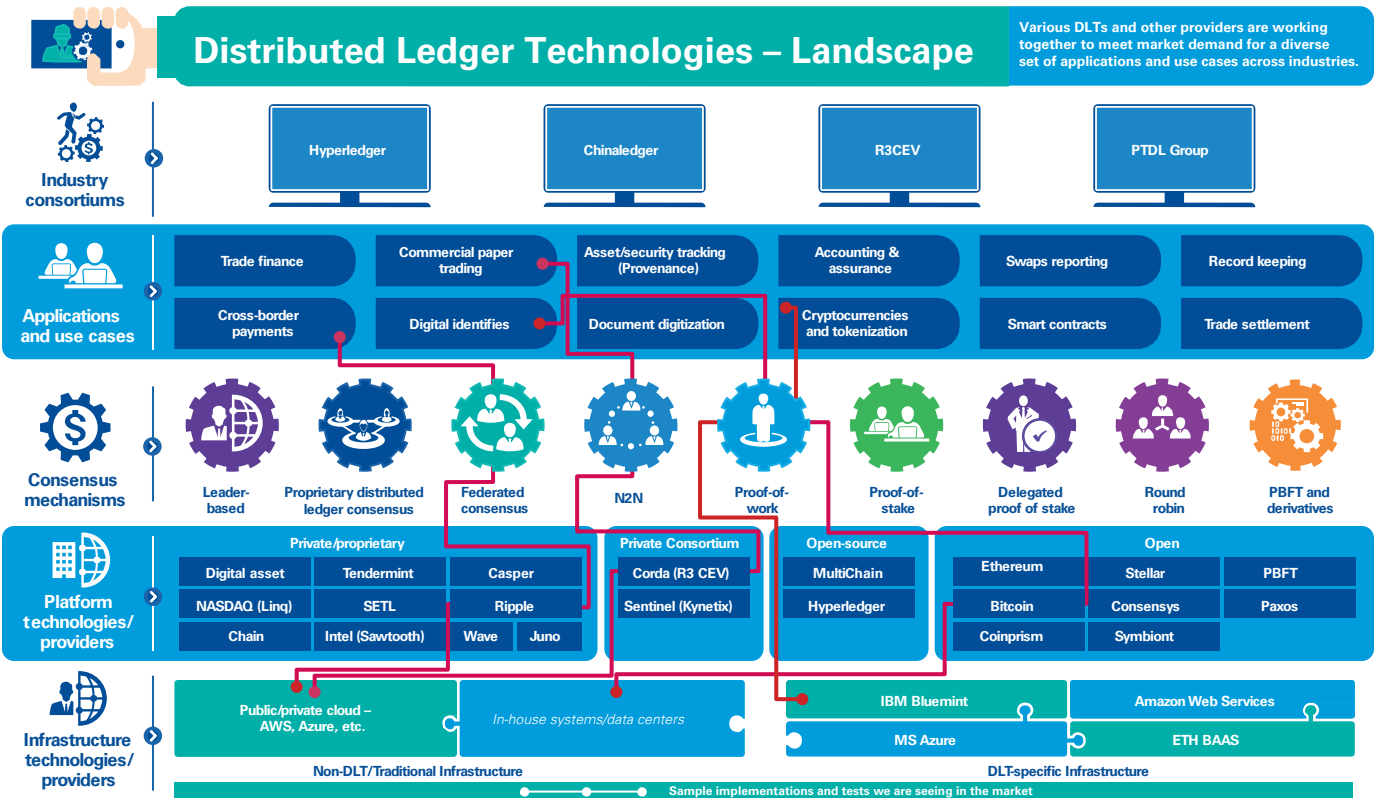 Distributed Ledger Technologies – Landscape
Various DLTs and other providers are working
together to meet market demand for a diverse
set of applications and use cases across industries.
Industry
consortiums
Hyperledger
Chinaledger
R3CEV
PTDL Group
Applications
and use cases
Trade finance
Commercial paper
trading
Asset/security tracking
(Provenance)
Accounting &
assurance
Swaps reporting
Record keeping
Cross-border
payments
Digital identifies
Document digitization
Cryptocurrencies
and tokenization
Smart contracts
Trade settlement
Consensus
mechanisms
Leader-
based
Proprietary distributed
ledger consensus
Federated
consensus
N2N
Proof-of-
work
Proof-of-
stake
Delegated
proof of stake
Round
robin
PBFT and
derivatives
Platform
technologies/
providers
Private/proprietary
Digital asset
Tendermint
Casper
NASDAQ (Linq)
SETL
Ripple
Chain
Intel (Sawtooth)
Wave
Juno
Private Consortium
Corda (R3 CEV)
Sentinel (Kynetix)
Open-source
MultiChain
Hyperledger
Open
Ethereum
Stellar
PBFT
Bitcoin
Consensys
Paxos
Coinprism
Symbiont
Infrastructure
technologies/
providers
Public/private cloud –
AWS, Azure, etc.
In-house systems/data centers
IBM Bluemint
Amazon Web Services
MS Azure
ETH BAAS
Non-DLT/Traditional Infrastructure
DLT-specific Infrastructure
Sample implementations and tests we are seeing in the market